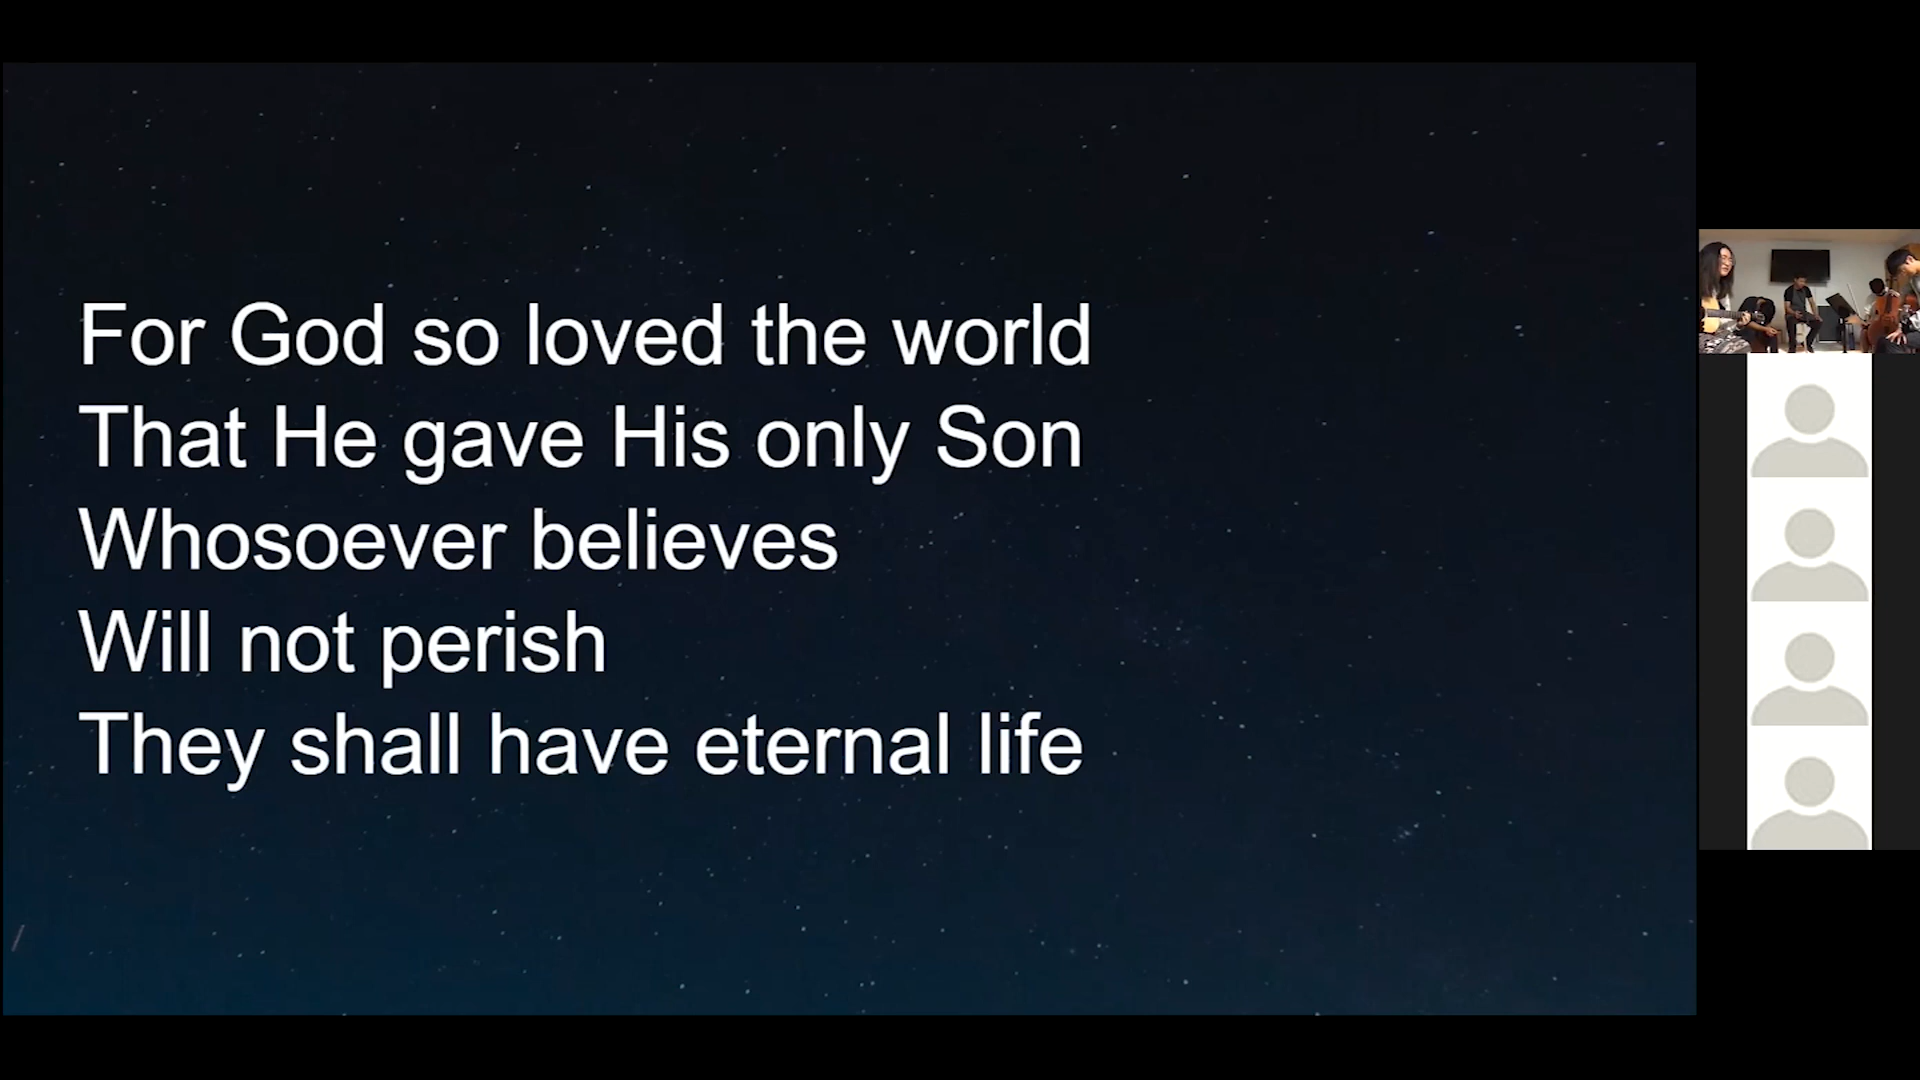 For God so loved the world
That He gave His only Son
Whosoever believes
Will not perish
They shall have eternal life